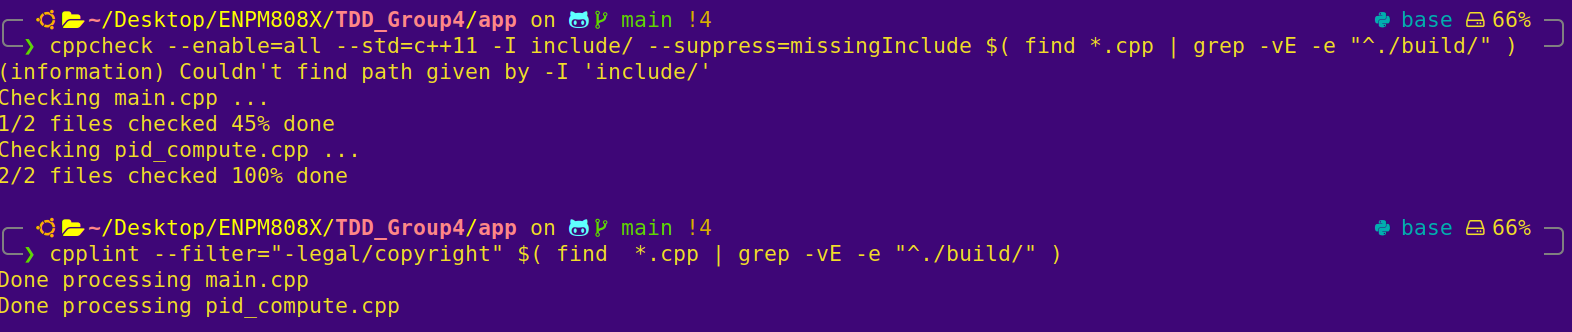 ~/Desktop/ENPM808X/TDD_Group4/app on main !4 base 66%
❯ cppcheck --enable=all --std=c++11 -I include/ --suppress=missingInclude $( find *.cpp | grep -vE -e "^./build/" )
(information) Couldn't find path given by -I 'include/'
Checking main.cpp ...
1/2 files checked 45% done
Checking pid_compute.cpp ...
2/2 files checked 100% done
~/Desktop/ENPM808X/TDD_Group4/app on main !4 base 66%
❯ cpplint --filter="-legal/copyright" $( find  *.cpp | grep -vE -e "^./build/" )
Done processing main.cpp
Done processing pid_compute.cpp